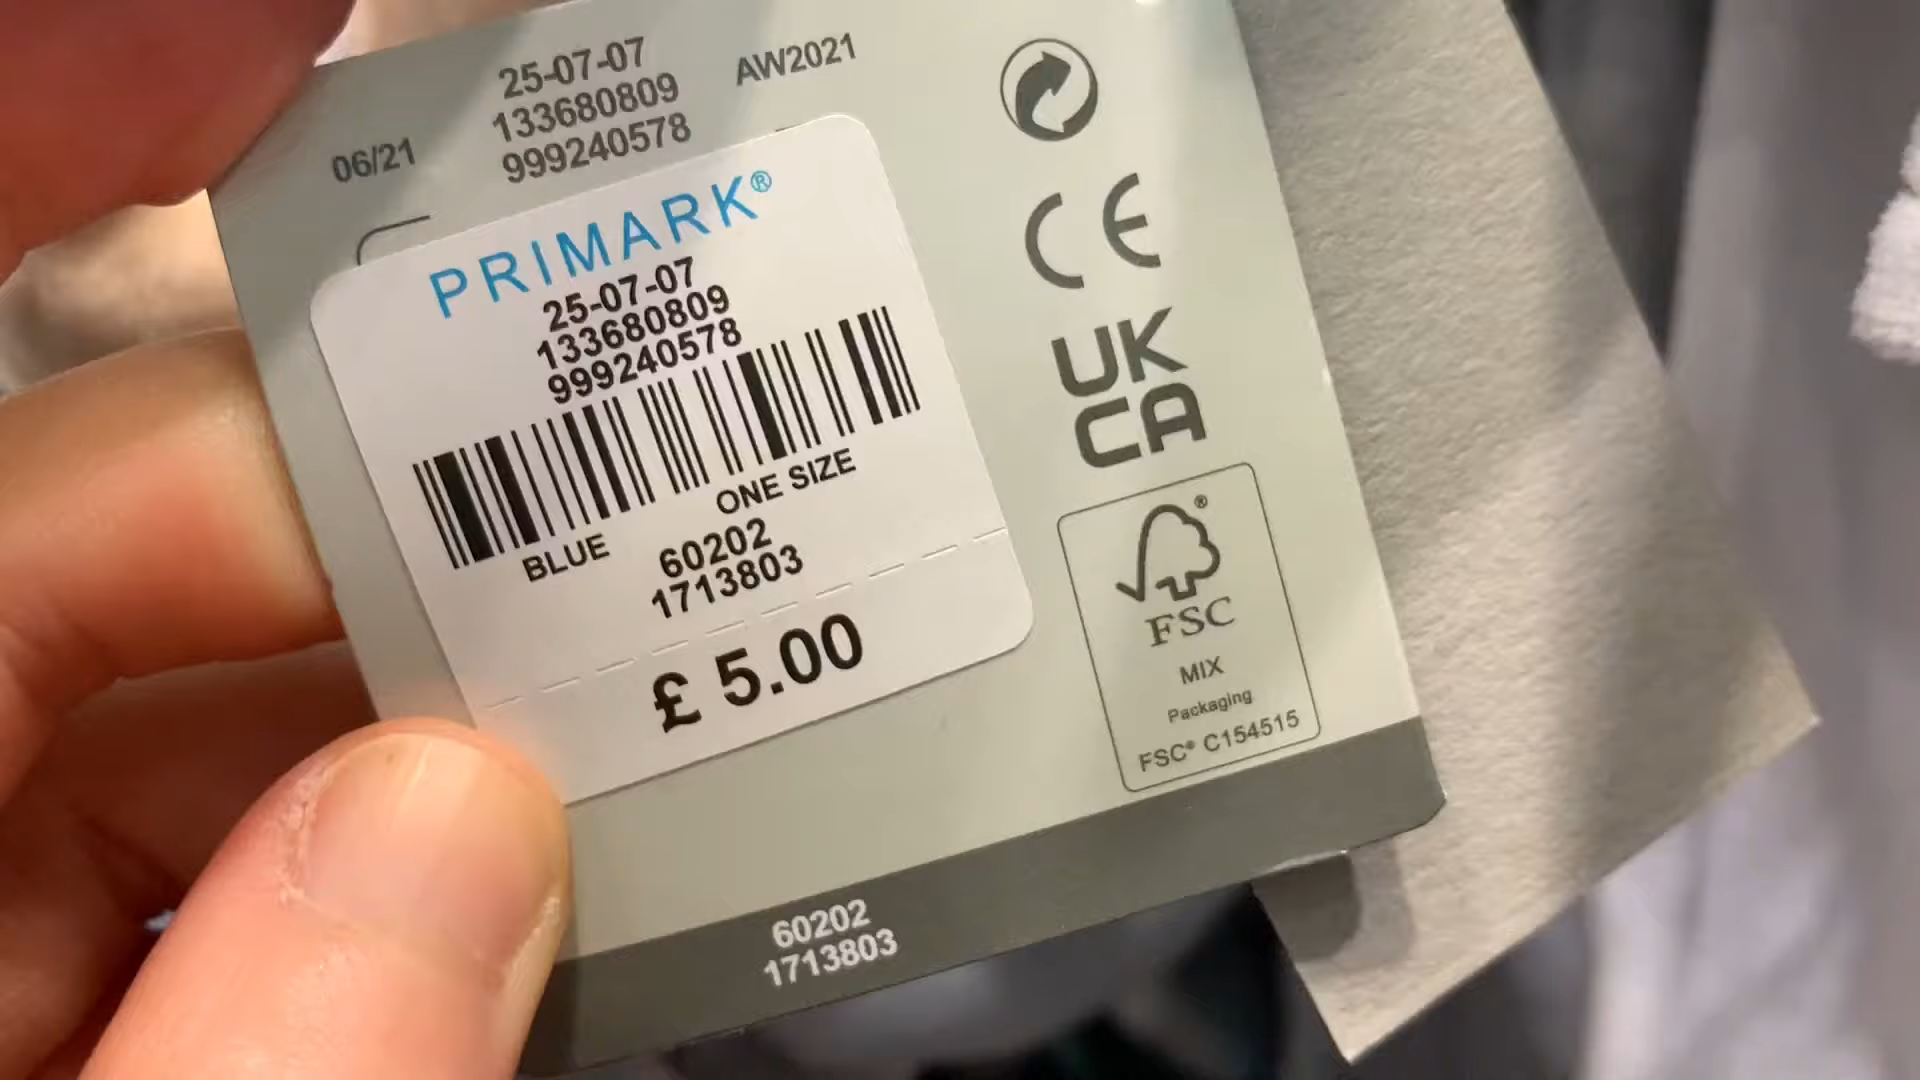 25-07-07
133680809
999240578
AW2021
06/21
PRIMARK®
25-07-07
133680809
999240578
BLUE
ONE SIZE
60202
1713803
£ 5.00
CE
UK
CA
FSC®
MIX
Packaging
FSC® C154515
60202
1713803